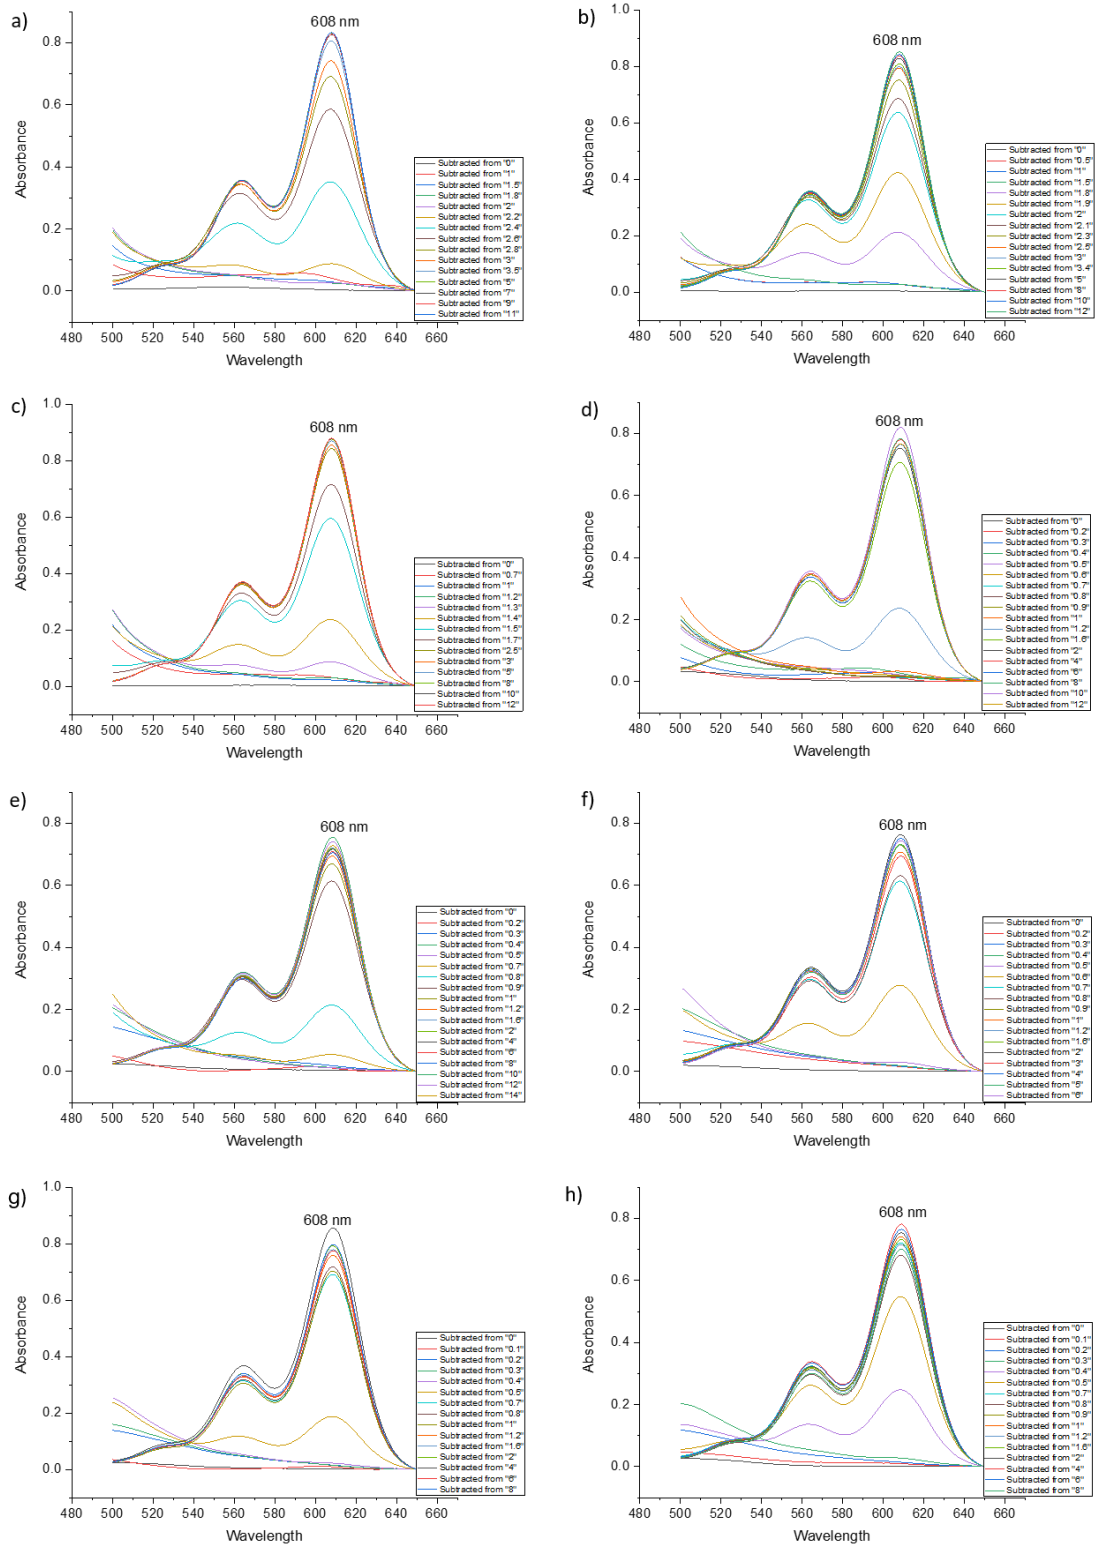 a)
608 nm
Absorbance
0.8
0.6
0.4
0.2
0.0
480 500 520 540 560 580 600 620 640 660
Wavelength
Subtracted from "0"
Subtracted from "1"
Subtracted from "1.5"
Subtracted from "1.8"
Subtracted from "2"
Subtracted from "2.2"
Subtracted from "2.4"
Subtracted from "2.6"
Subtracted from "2.8"
Subtracted from "3"
Subtracted from "3.5"
Subtracted from "5"
Subtracted from "7"
Subtracted from "9"
Subtracted from "11"
b)
608 nm
Absorbance
1.0
0.8
0.6
0.4
0.2
0.0
480 500 520 540 560 580 600 620 640 660
Wavelength
Subtracted from "0"
Subtracted from "0.5"
Subtracted from "1"
Subtracted from "1.5"
Subtracted from "1.8"
Subtracted from "1.9"
Subtracted from "2"
Subtracted from "2.1"
Subtracted from "2.3"
Subtracted from "2.5"
Subtracted from "3"
Subtracted from "3.4"
Subtracted from "5"
Subtracted from "8"
Subtracted from "10"
Subtracted from "12"
c)
608 nm
Absorbance
1.0
0.8
0.6
0.4
0.2
0.0
480 500 520 540 560 580 600 620 640 660
Wavelength
Subtracted from "0"
Subtracted from "0.7"
Subtracted from "1"
Subtracted from "1.2"
Subtracted from "1.3"
Subtracted from "1.4"
Subtracted from "1.5"
Subtracted from "1.7"
Subtracted from "2.5"
Subtracted from "3"
Subtracted from "5"
Subtracted from "8"
Subtracted from "10"
Subtracted from "12"
d)
608 nm
Absorbance
0.8
0.6
0.4
0.2
0.0
480 500 520 540 560 580 600 620 640 660
Wavelength
Subtracted from "0"
Subtracted from "0.2"
Subtracted from "0.3"
Subtracted from "0.4"
Subtracted from "0.5"
Subtracted from "0.6"
Subtracted from "0.7"
Subtracted from "0.8"
Subtracted from "0.9"
Subtracted from "1"
Subtracted from "1.2"
Subtracted from "1.6"
Subtracted from "2"
Subtracted from "4"
Subtracted from "6"
Subtracted from "8"
Subtracted from "10"
Subtracted from "12"
e)
608 nm
Absorbance
0.8
0.6
0.4
0.2
0.0
480 500 520 540 560 580 600 620 640 660
Wavelength
Subtracted from "0"
Subtracted from "0.2"
Subtracted from "0.3"
Subtracted from "0.4"
Subtracted from "0.5"
Subtracted from "0.7"
Subtracted from "0.8"
Subtracted from "0.9"
Subtracted from "1"
Subtracted from "1.2"
Subtracted from "1.6"
Subtracted from "2"
Subtracted from "4"
Subtracted from "6"
Subtracted from "8"
Subtracted from "10"
Subtracted from "12"
Subtracted from "14"
f)
608 nm
Absorbance
0.8
0.6
0.4
0.2
0.0
480 500 520 540 560 580 600 620 640 660
Wavelength
Subtracted from "0"
Subtracted from "0.2"
Subtracted from "0.3"
Subtracted from "0.4"
Subtracted from "0.5"
Subtracted from "0.6"
Subtracted from "0.7"
Subtracted from "0.8"
Subtracted from "0.9"
Subtracted from "1"
Subtracted from "1.2"
Subtracted from "1.6"
Subtracted from "2"
Subtracted from "3"
Subtracted from "4"
Subtracted from "5"
Subtracted from "6"
g)
608 nm
Absorbance
1.0
0.8
0.6
0.4
0.2
0.0
480 500 520 540 560 580 600 620 640 660
Wavelength
Subtracted from "0"
Subtracted from "0.1"
Subtracted from "0.2"
Subtracted from "0.3"
Subtracted from "0.4"
Subtracted from "0.5"
Subtracted from "0.7"
Subtracted from "0.8"
Subtracted from "1"
Subtracted from "1.2"
Subtracted from "1.6"
Subtracted from "2"
Subtracted from "4"
Subtracted from "6"
Subtracted from "8"
h)
608 nm
Absorbance
0.8
0.6
0.4
0.2
0.0
480 500 520 540 560 580 600 620 640 660
Wavelength
Subtracted from "0"
Subtracted from "0.1"
Subtracted from "0.2"
Subtracted from "0.3"
Subtracted from "0.4"
Subtracted from "0.5"
Subtracted from "0.7"
Subtracted from "0.8"
Subtracted from "0.9"
Subtracted from "1"
Subtracted from "1.2"
Subtracted from "1.6"
Subtracted from "2"
Subtracted from "4"
Subtracted from "6"
Subtracted from "8"